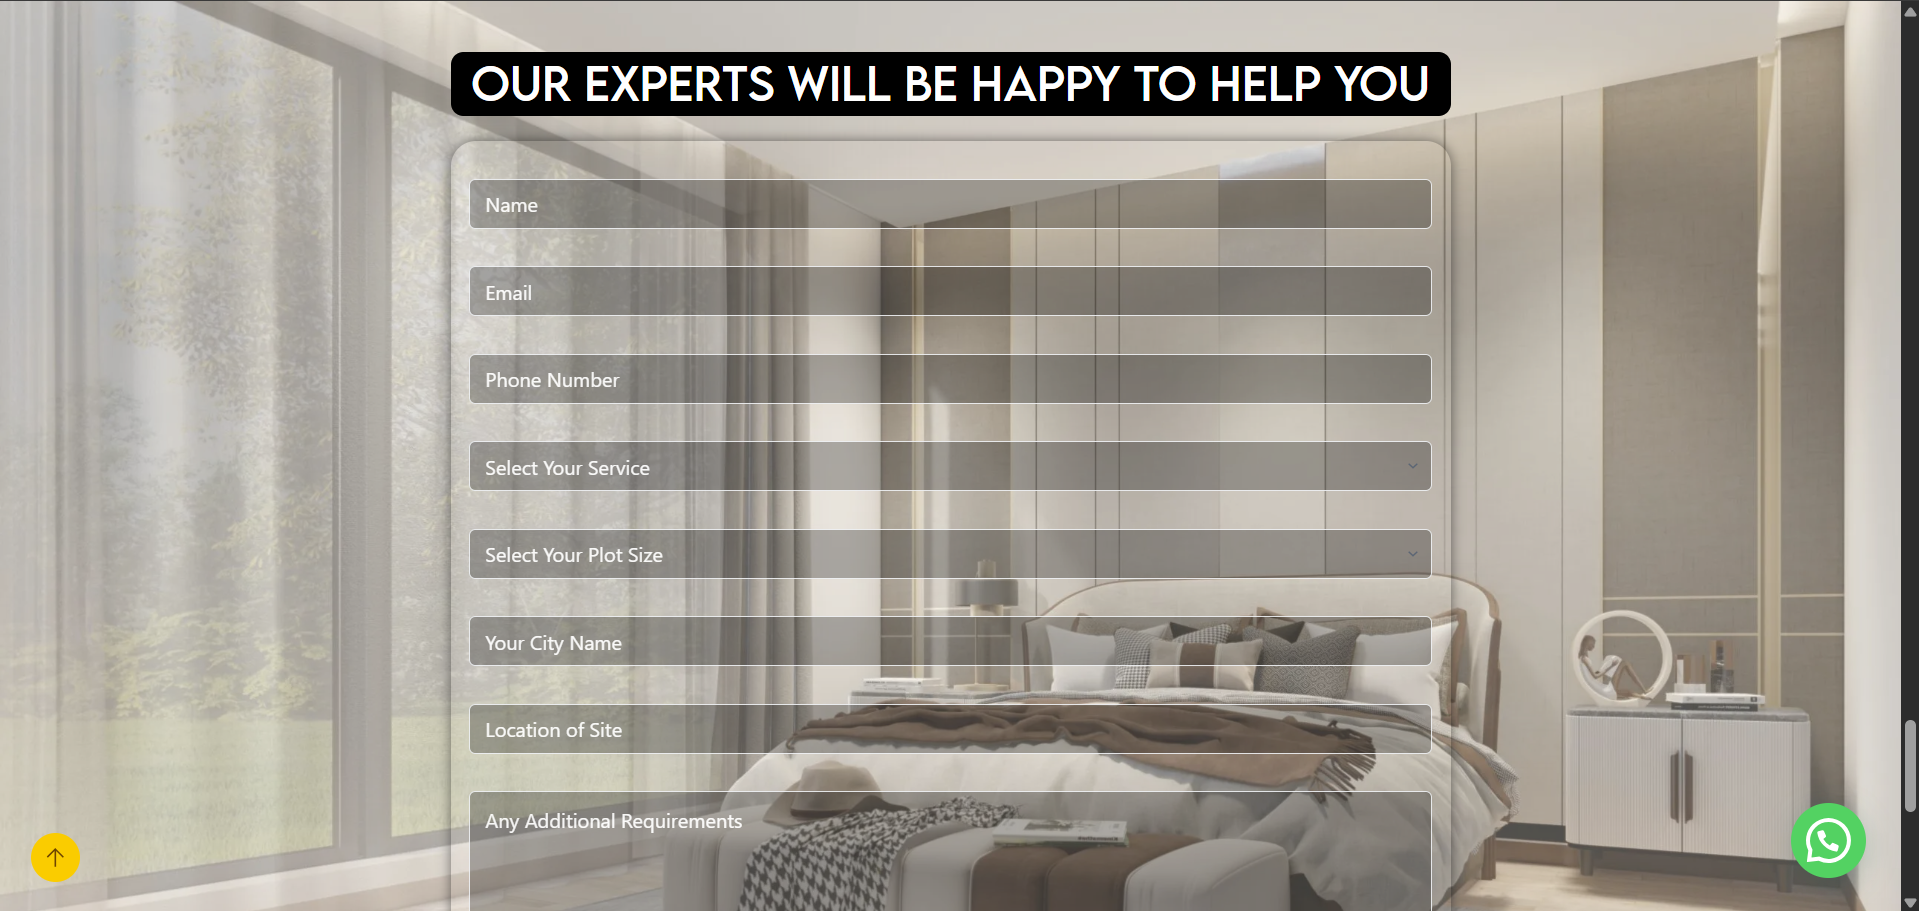 OUR EXPERTS WILL BE HAPPY TO HELP YOU
Name
Email
Phone Number
Select Your Service
Select Your Plot Size
Your City Name
Location of Site
Any Additional Requirements